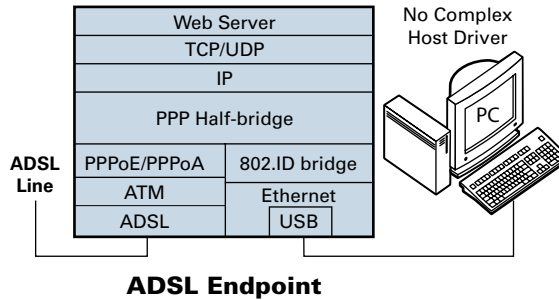 Web Server
TCP/UDP
IP
PPP Half-bridge
PPPoE/PPPoA
802.ID bridge
ATM
Ethernet
ADSL
USB
ADSL
Line
No Complex
Host Driver
PC
ADSL Endpoint